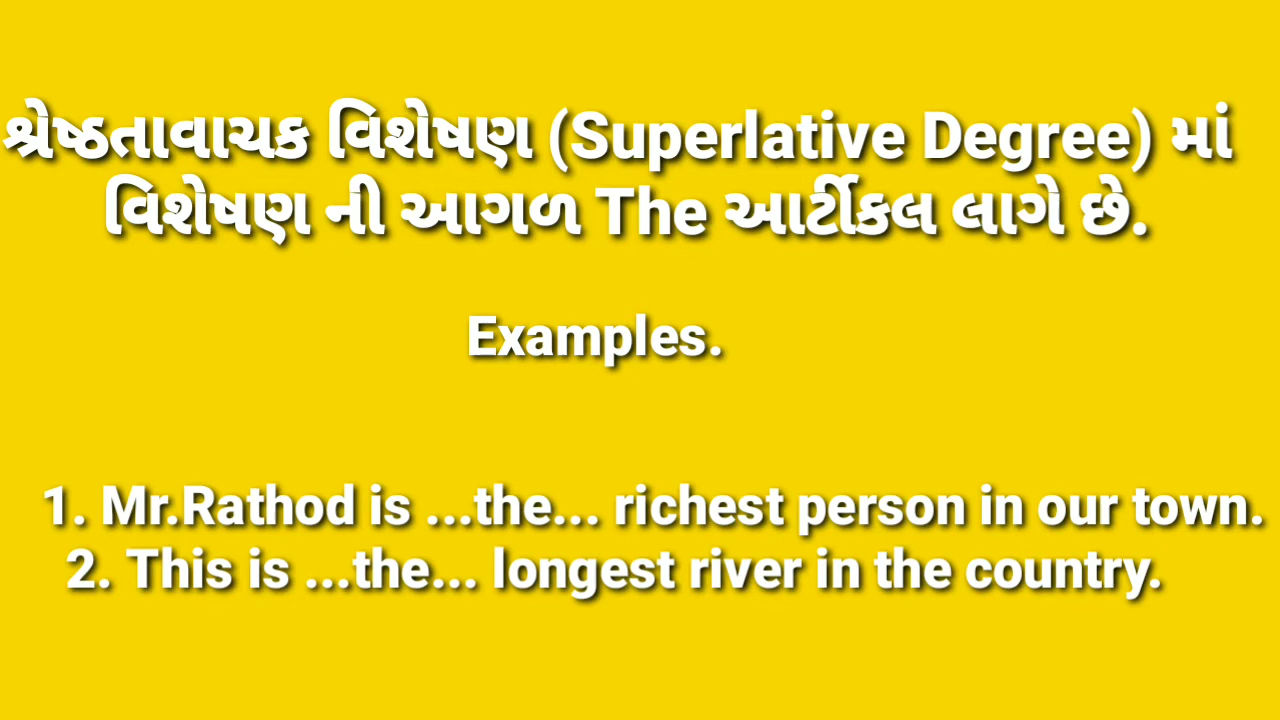 શ્રેષ્ઠતાવાચક વિશેષણ (Superlative Degree) માં
વિશેષણ ની આગળ The આર્ટીકલ લાગે છે.
Examples.
1. Mr.Rathod is ...the... richest person in our town.
2. This is ...the... longest river in the country.